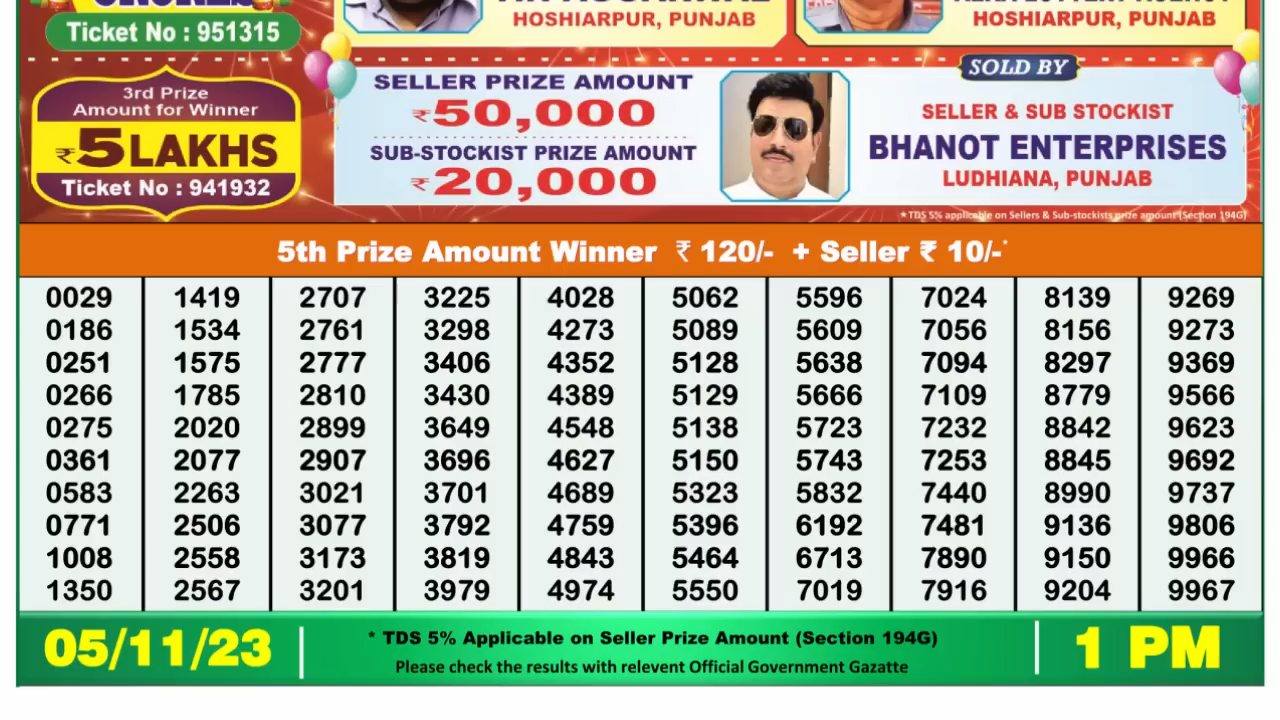 Ticket No : 951315
HOSHIARPUR, PUNJAB
HOSHIARPUR, PUNJAB
3rd Prize
Amount for Winner
₹5 LAKHS
Ticket No : 941932
SELLER PRIZE AMOUNT
₹50,000
SUB-STOCKIST PRIZE AMOUNT
₹20,000
SOLD BY
SELLER & SUB STOCKIST
BHANOT ENTERPRISES
LUDHIANA, PUNJAB
* TDS 5% applicable on Sellers & Sub-stockists prize amount (Section 194G)
5th Prize Amount Winner ₹ 120/- + Seller ₹ 10/-*
0029 1419 2707 3225 4028 5062 5596 7024 8139 9269
0186 1534 2761 3298 4273 5089 5609 7056 8156 9273
0251 1575 2777 3406 4352 5128 5638 7094 8297 9369
0266 1785 2810 3430 4389 5129 5666 7109 8779 9566
0275 2020 2899 3649 4548 5138 5723 7232 8842 9623
0361 2077 2907 3696 4627 5150 5743 7253 8845 9692
0583 2263 3021 3701 4689 5323 5832 7440 8990 9737
0771 2506 3077 3792 4759 5396 6192 7481 9136 9806
1008 2558 3173 3819 4843 5464 6713 7890 9150 9966
1350 2567 3201 3979 4974 5550 7019 7916 9204 9967
05/11/23
* TDS 5% Applicable on Seller Prize Amount (Section 194G)
Please check the results with relevent Official Government Gazatte
1 PM